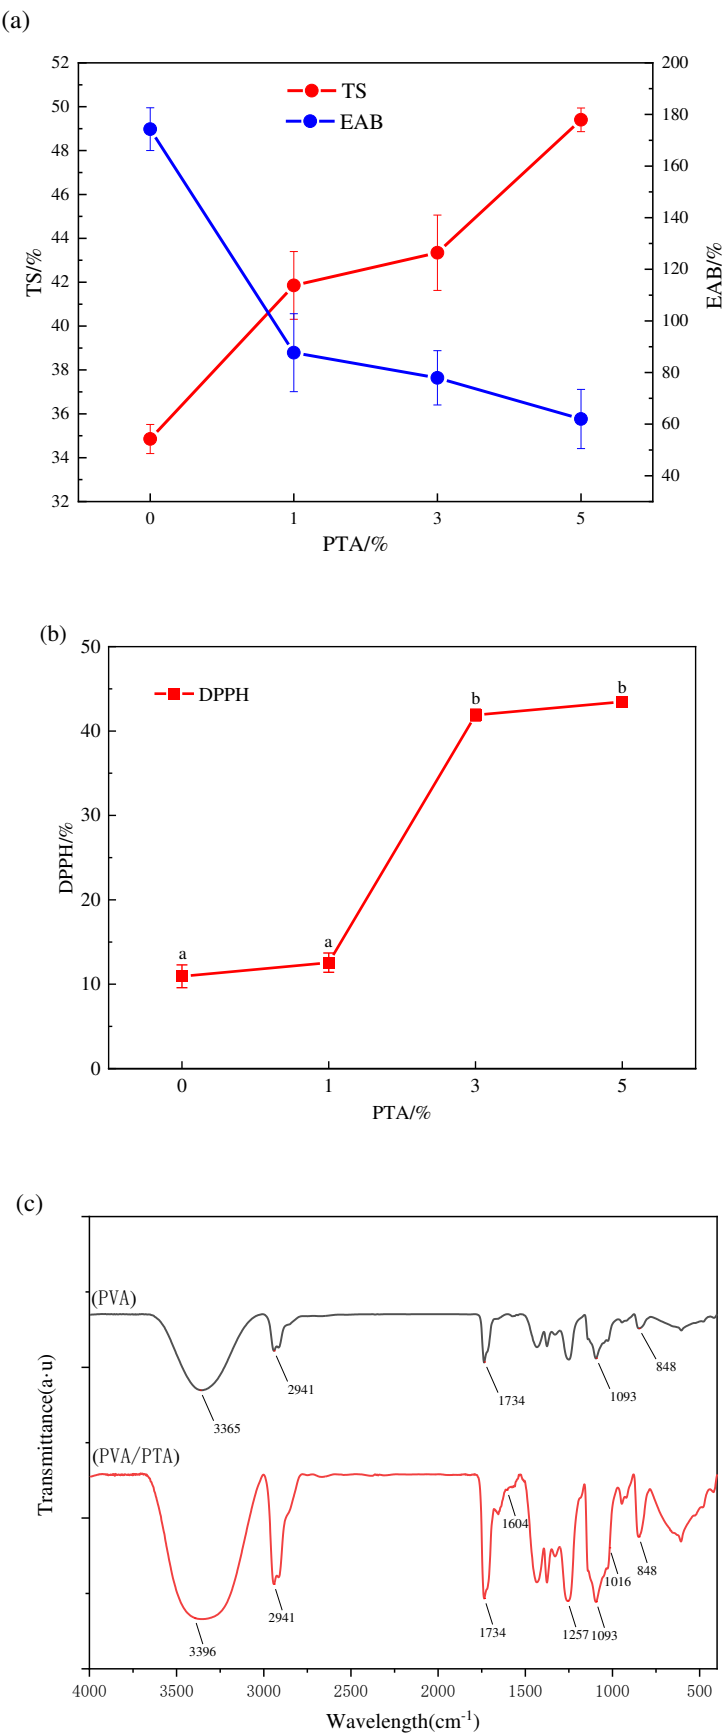 (a)
TS
EAB
52
50
48
46
44
42
40
38
36
34
32
TS/%
200
180
160
140
120
100
80
60
40
EAB/%
0 1 3 5
PTA/%
(b)
DPPH
50
40
30
20
10
0
DPPH/%
a
a
b
b
0 1 3 5
PTA/%
(c)
(PVA)
3365
2941
1734
1093
848
(PVA/PTA)
3396
2941
1734
1604
1257
1093
1016
848
Transmittance(a·u)
4000 3500 3000 2500 2000 1500 1000 500
Wavelength(cm⁻¹)